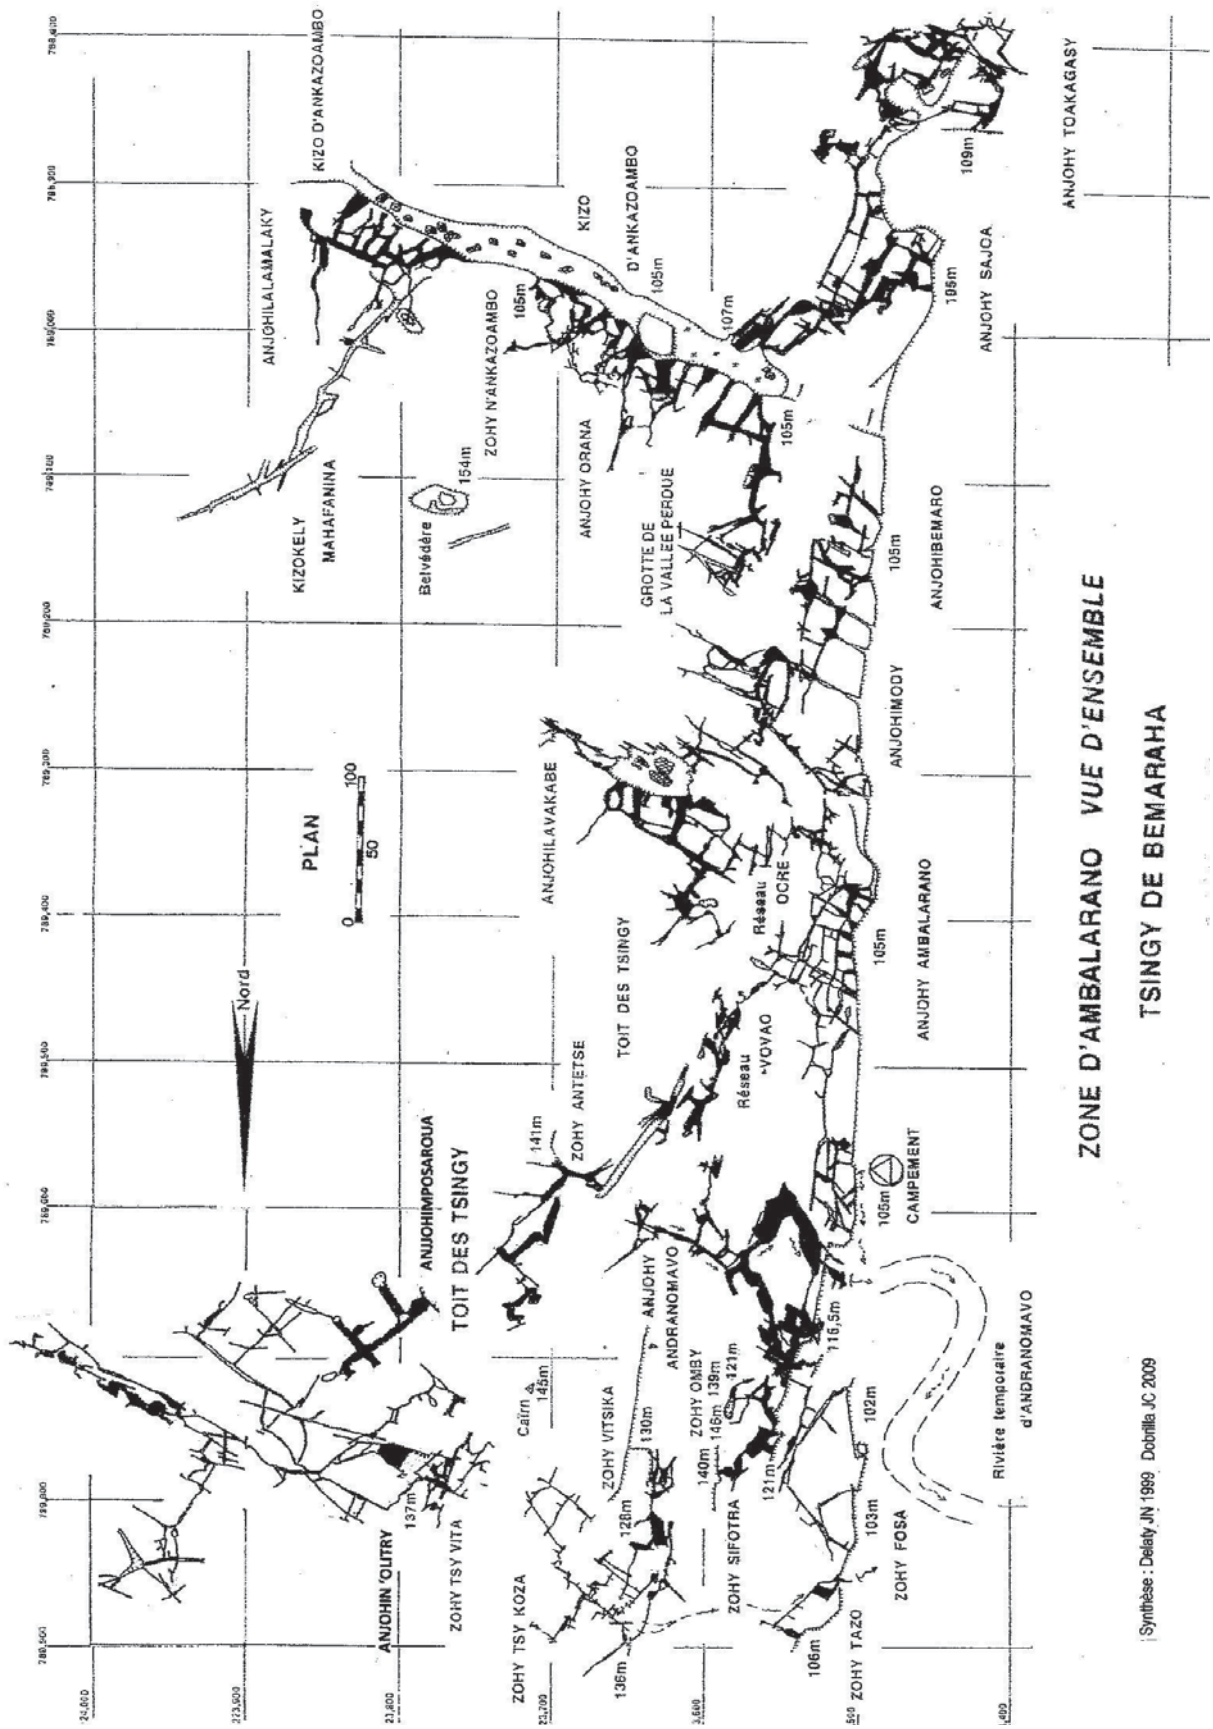 ZONE D'AMBALARANO VUE D'ENSEMBLE
TSINGY DE BEMARAHA
PLAN
0
50
100
Nord
KIZO D'ANKAZOAMBO
ANJOHILALAMALAKY
KIZO
D'ANKAZOAMBO
105m
107m
109m
ANJOHY TOAKAGASY
ANJOHY SAJOA
105m
KIZOKELY
MAHAFANINA
Belvédère
154m
ZOHY N'ANKAZOAMBO
105m
ANJOHY ORANA
GROTTE DE
LA VALLEE PERDUE
105m
105m
ANJOHIBEMARO
ANJOHIMODY
ANJOHILAVAKABE
TOIT DES TSINGY
Réseau
OCRE
105m
ANJOHY AMBALARANO
Réseau
VOVAO
ZOHY ANTETSE
141m
105m
CAMPEMENT
ANJJOHIMPOSAROUA
TOIT DES TSINGY
ANJOHY
ANDRANOMAVO
116,5m
Rivière temporaire
d'ANDRANOMAVO
Caïrn
145m
ZOHY VITSIKA
130m
ZOHY OMBY
146m
139m
121m
140m
121m
102m
103m
ZOHY FOSA
ZOHY SIFOTRA
128m
136m
106m
ZOHY TAZO
ZOHY TSY KOZA
137m
ANJOHIN 'OLITRY
ZOHY TSY VITA
Synthèse : Delaty JN 1999 Dobrilla JC 2009